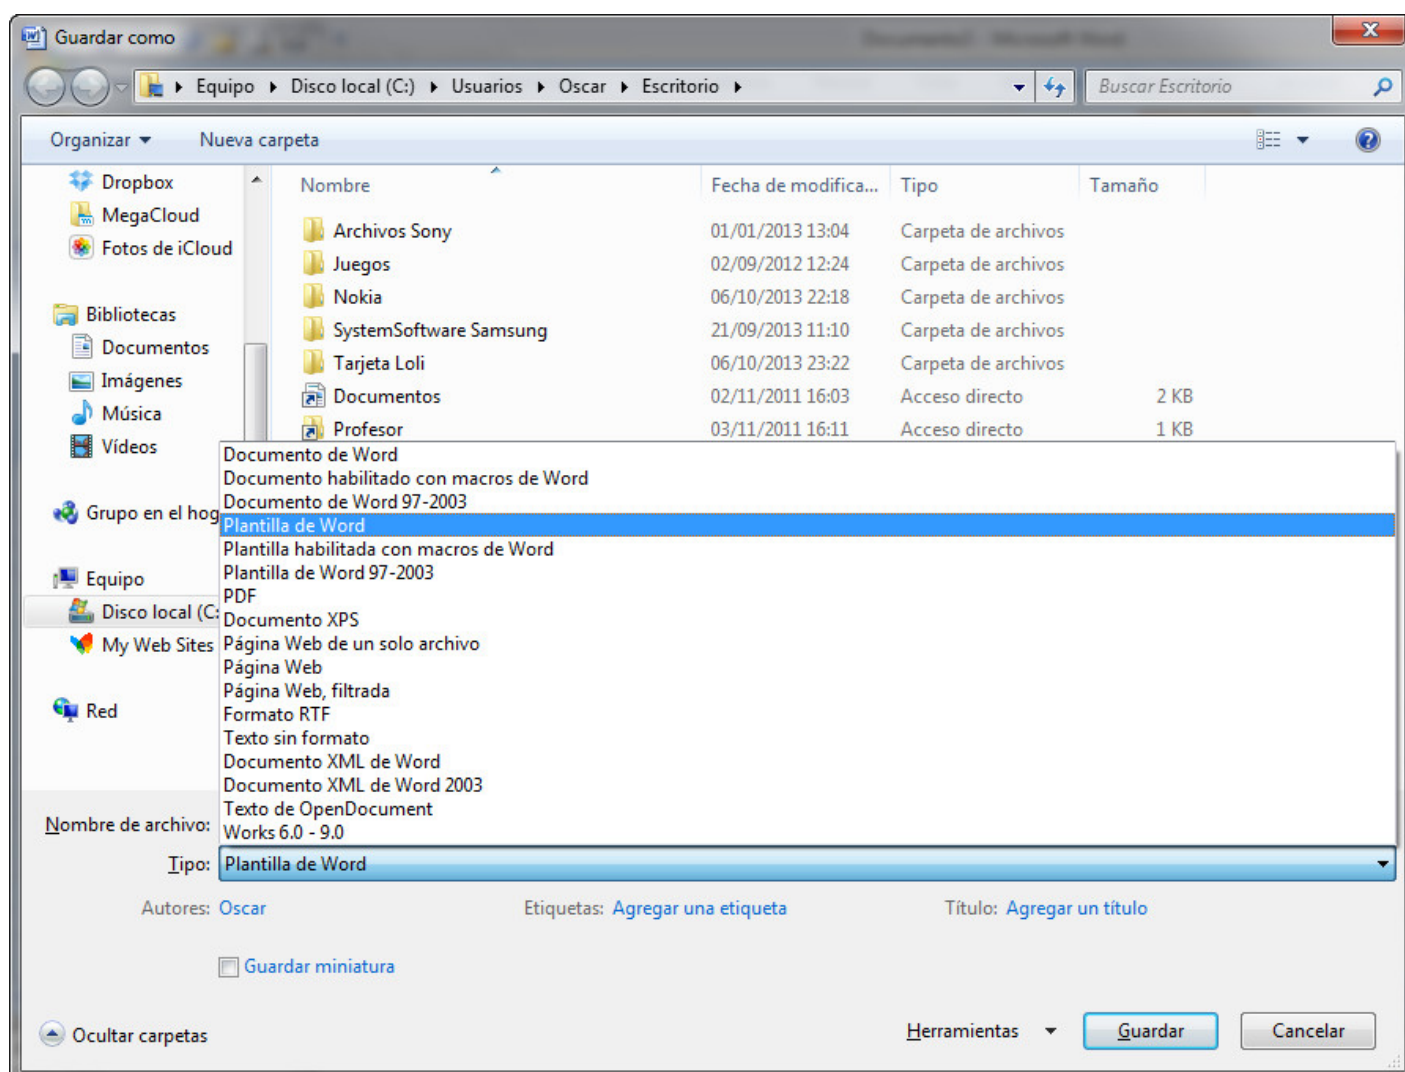 Guardar como
Equipo Disco local (C:) Usuarios Oscar Escritorio Buscar Escritorio
Organizar Nueva carpeta
Dropbox
MegaCloud
Fotos de iCloud
Bibliotecas
Documentos
Imágenes
Música
Vídeos
Grupo en el hog
Equipo
Disco local (C:
My Web Sites
Red
Nombre Fecha de modifica... Tipo Tamaño
Archivos Sony 01/01/2013 13:04 Carpeta de archivos
Juegos 02/09/2012 12:24 Carpeta de archivos
Nokia 06/10/2013 22:18 Carpeta de archivos
SystemSoftware Samsung 21/09/2013 11:10 Carpeta de archivos
Tarjeta Loli 06/10/2013 23:22 Carpeta de archivos
Documentos 02/11/2011 16:03 Acceso directo 2 KB
Profesor 03/11/2011 16:11 Acceso directo 1 KB
Documento de Word
Documento habilitado con macros de Word
Documento de Word 97-2003
Plantilla de Word
Plantilla habilitada con macros de Word
Plantilla de Word 97-2003
PDF
Documento XPS
Página Web de un solo archivo
Página Web
Página Web, filtrada
Formato RTF
Texto sin formato
Documento XML de Word
Documento XML de Word 2003
Texto de OpenDocument
Works 6.0 - 9.0
Nombre de archivo:
Tipo: Plantilla de Word
Autores: Oscar Etiquetas: Agregar una etiqueta Título: Agregar un título
Guardar miniatura
Ocultar carpetas Herramientas Guardar Cancelar